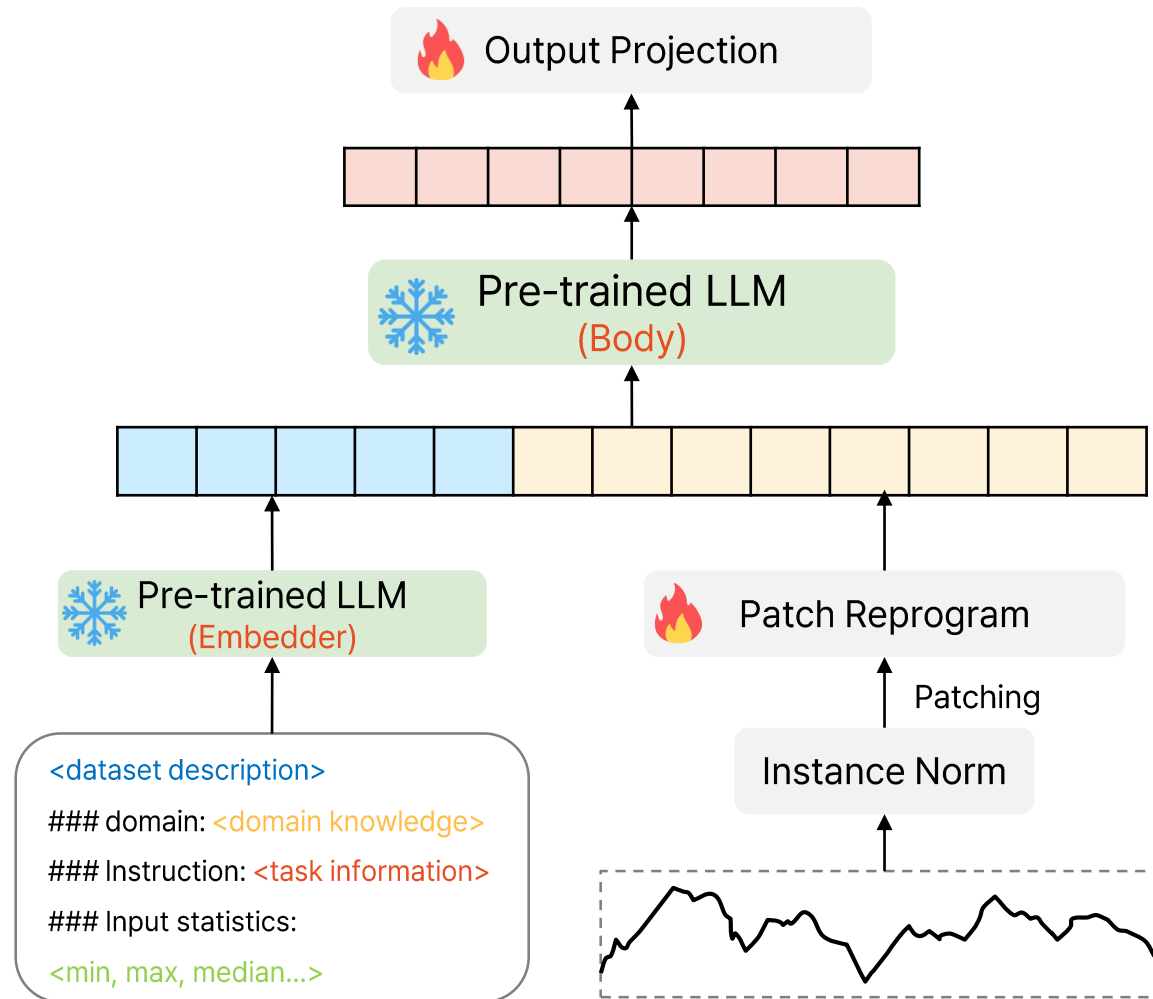 Output Projection
Pre-trained LLM
(Body)
Pre-trained LLM
(Embedder)
Patch Reprogram
Patching
Instance Norm
<dataset description>
### domain: <domain knowledge>
### Instruction: <task information>
### Input statistics:
<min, max, median...>